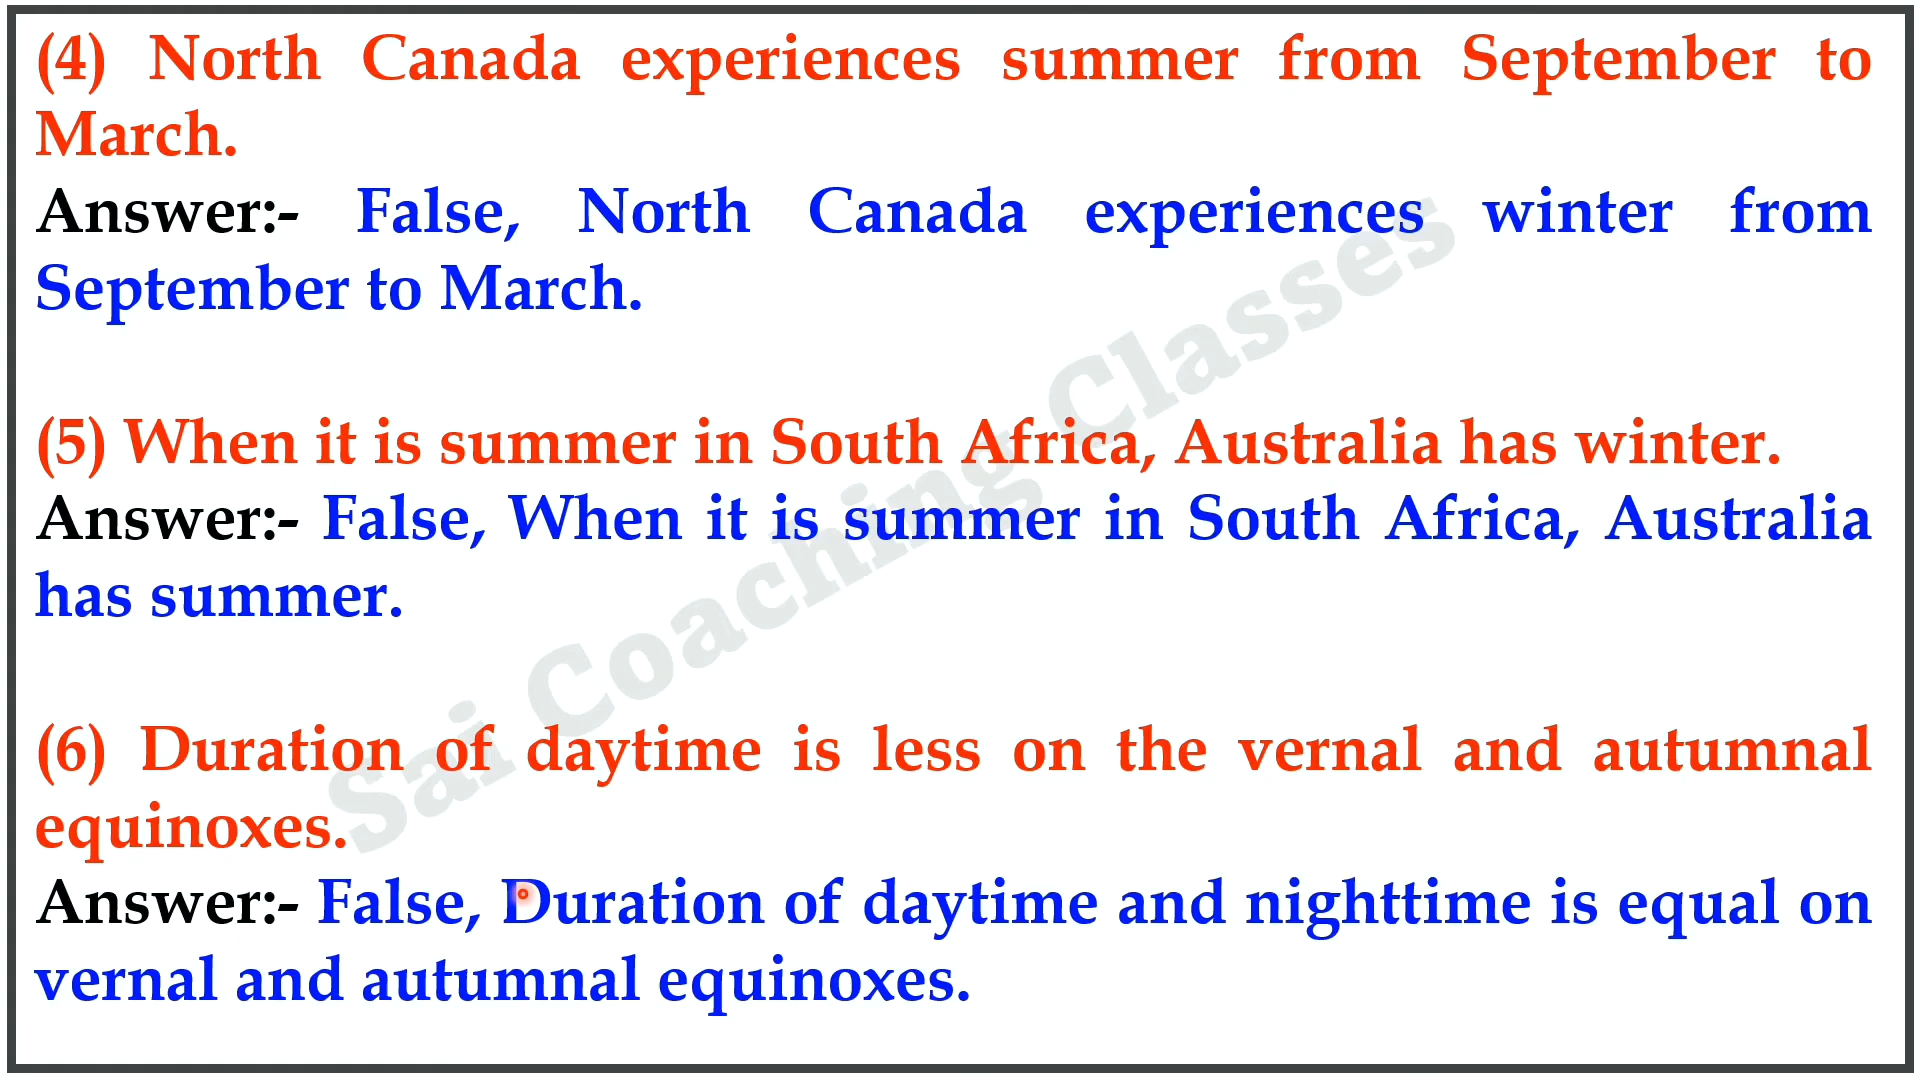 (4) North Canada experiences summer from September to
March.
Answer:- False, North Canada experiences winter from
September to March.
(5) When it is summer in South Africa, Australia has winter.
Answer:- False, When it is summer in South Africa, Australia
has summer.
(6) Duration of daytime is less on the vernal and autumnal
equinoxes.
Answer:- False, Duration of daytime and nighttime is equal on
vernal and autumnal equinoxes.
Sai Coaching Classes